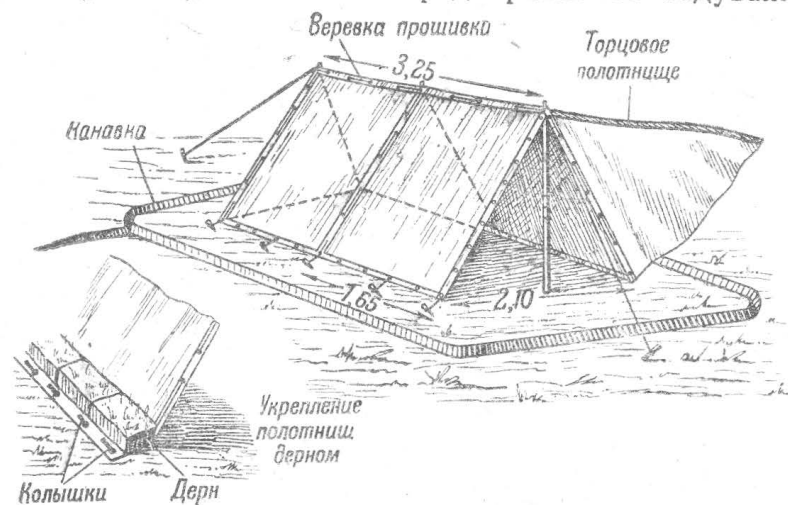 Веревка прошивка
3,25
Торцовое
полотнище
Канавка
1,65
2,10
Укрепление
полотнищ
дерном
Колышки
Дерн